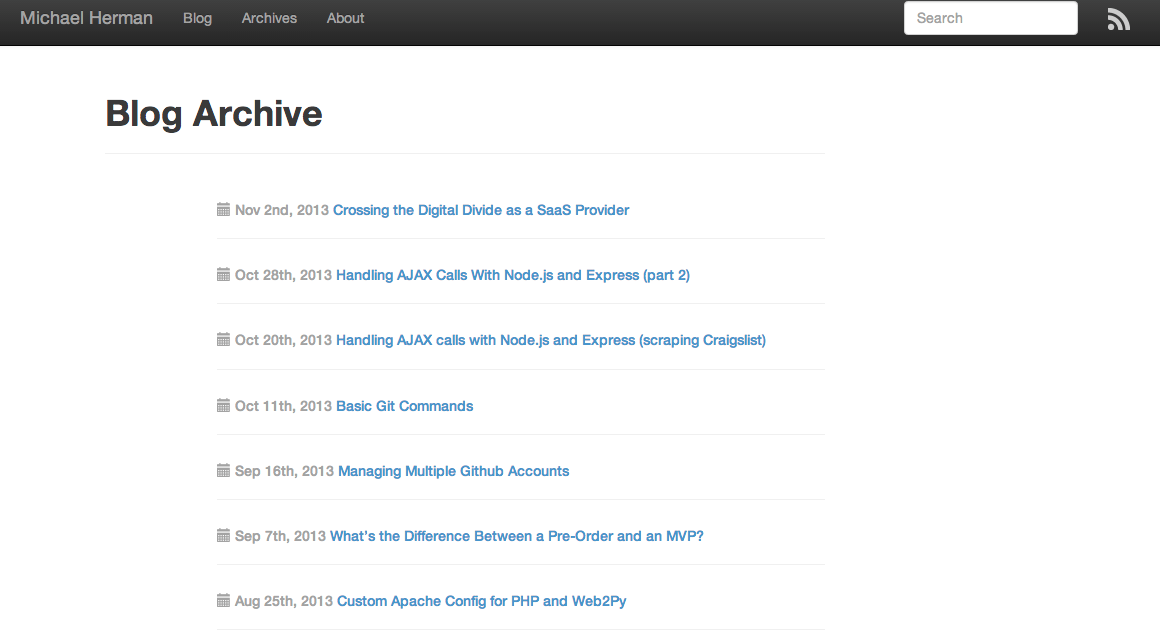 Michael Herman Blog Archives About Search
Blog Archive
Nov 2nd, 2013 Crossing the Digital Divide as a SaaS Provider
Oct 28th, 2013 Handling AJAX Calls With Node.js and Express (part 2)
Oct 20th, 2013 Handling AJAX calls with Node.js and Express (scraping Craigslist)
Oct 11th, 2013 Basic Git Commands
Sep 16th, 2013 Managing Multiple Github Accounts
Sep 7th, 2013 What’s the Difference Between a Pre-Order and an MVP?
Aug 25th, 2013 Custom Apache Config for PHP and Web2Py